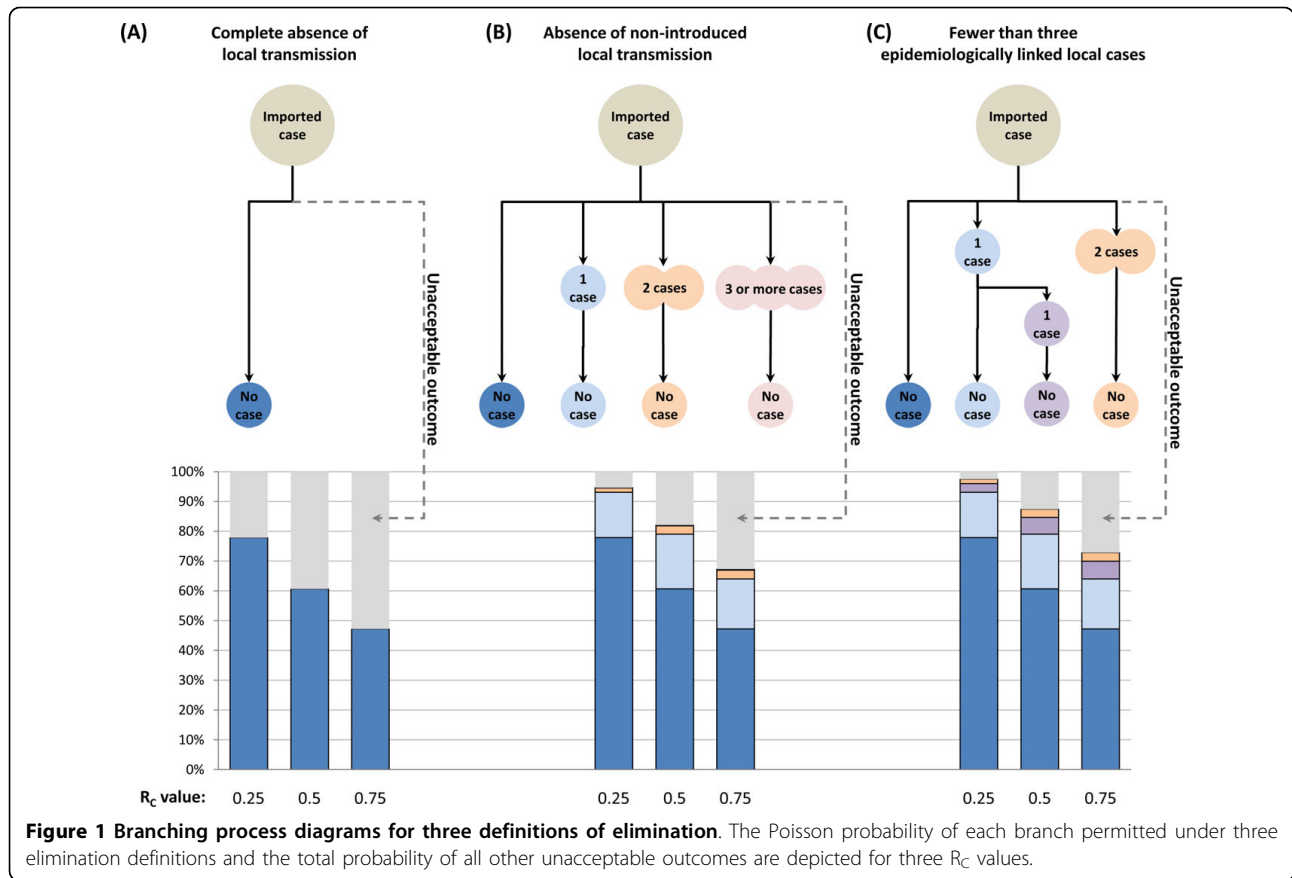 (A) Complete absence of
local transmission
Imported
case
No
case
Unacceptable outcome
(B) Absence of non-introduced
local transmission
Imported
case
1
case
2 cases
3 or more cases
No
case
No
case
No
case
No
case
Unacceptable outcome
(C) Fewer than three
epidemiologically linked local cases
Imported
case
1
case
2 cases
1
case
No
case
No
case
No
case
No
case
Unacceptable outcome
100%
90%
80%
70%
60%
50%
40%
30%
20%
10%
0%
RC value: 0.25 0.5 0.75 0.25 0.5 0.75 0.25 0.5 0.75
Figure 1 Branching process diagrams for three definitions of elimination. The Poisson probability of each branch permitted under three
elimination definitions and the total probability of all other unacceptable outcomes are depicted for three RC values.